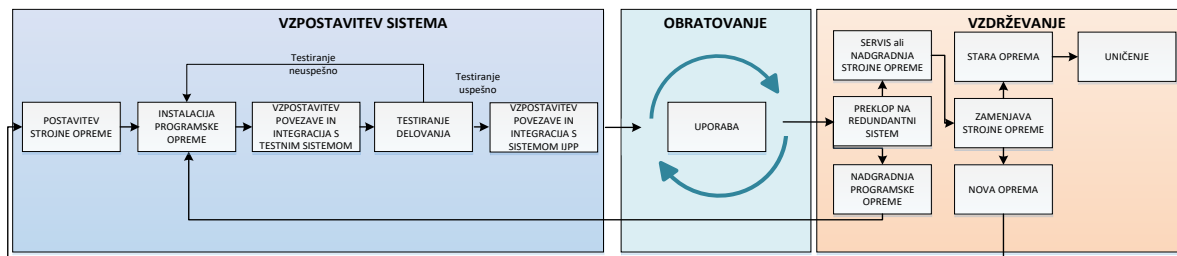 VZPOSTAVITEV SISTEMA
Testiranje
neuspešno
Testiranje
uspešno
POSTAVITEV
STROJNE OPREME
INSTALACIJA
PROGRAMSKE
OPREME
VZPOSTAVITEV
POVEZAVE IN
INTEGRACIJA S
TESTNIM SISTEMOM
TESTIRANJE
DELOVANJA
VZPOSTAVITEV
POVEZAVE IN
INTEGRACIJA S
SISTEMOM IJPP
OBRATOVANJE
UPORABA
VZDRŽEVANJE
SERVIS ali
NADGRADNJA
STROJNE OPREME
STARA OPREMA
UNIČENJE
PREKLOP NA
REDUNDANTNI
SISTEM
ZAMENJAVA
STROJNE OPREME
NADGRADNJA
PROGRAMSKE
OPREME
NOVA OPREMA